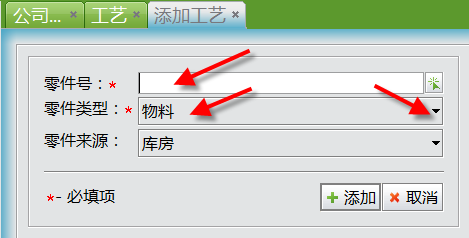 公司... × 工艺 × 添加工艺 ×
零件号：*
零件类型：* 物料
零件来源： 库房
*- 必填项 添加 取消